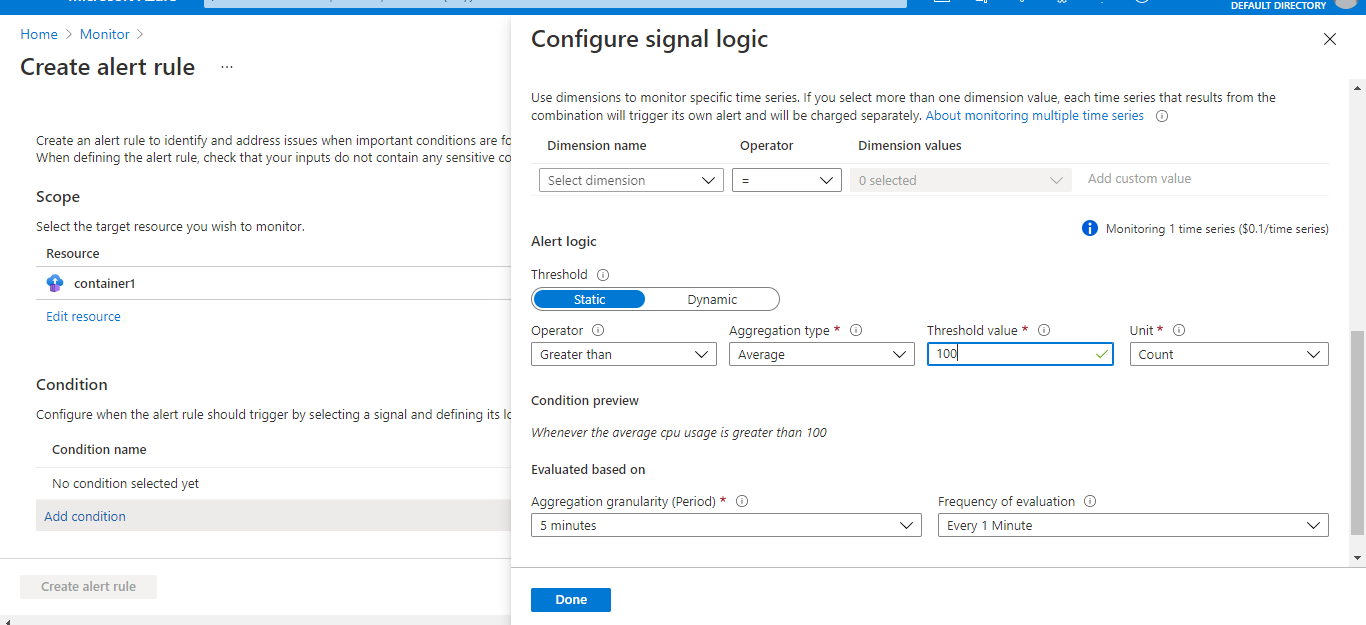 DEFAULT DIRECTORY
Home > Monitor >
Create alert rule ...
Create an alert rule to identify and address issues when important conditions are fo
When defining the alert rule, check that your inputs do not contain any sensitive co
Scope
Select the target resource you wish to monitor.
Resource
container1
Edit resource
Condition
Configure when the alert rule should trigger by selecting a signal and defining its lo
Condition name
No condition selected yet
Add condition
Create alert rule
Configure signal logic
Use dimensions to monitor specific time series. If you select more than one dimension value, each time series that results from the
combination will trigger its own alert and will be charged separately. About monitoring multiple time series
Dimension name Operator Dimension values
Select dimension = 0 selected Add custom value
Monitoring 1 time series ($0.1/time series)
Alert logic
Threshold
Static Dynamic
Operator Aggregation type * Threshold value * Unit *
Greater than Average 100 Count
Condition preview
Whenever the average cpu usage is greater than 100
Evaluated based on
Aggregation granularity (Period) * Frequency of evaluation
5 minutes Every 1 Minute
Done